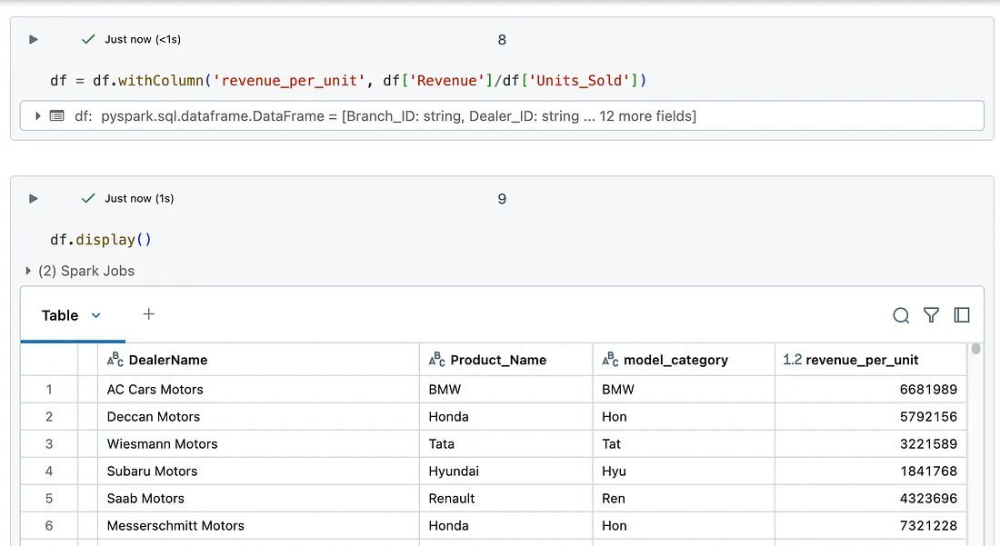 Just now (<1s) 8
df = df.withColumn('revenue_per_unit', df['Revenue']/df['Units_Sold'])
df: pyspark.sql.dataframe.DataFrame = [Branch_ID: string, Dealer_ID: string ... 12 more fields]
Just now (1s) 9
df.display()
(2) Spark Jobs
Table +
ABC DealerName ABC Product_Name ABC model_category 1.2 revenue_per_unit
1 AC Cars Motors BMW BMW 6681989
2 Deccan Motors Honda Hon 5792156
3 Wiesmann Motors Tata Tat 3221589
4 Subaru Motors Hyundai Hyu 1841768
5 Saab Motors Renault Ren 4323696
6 Messerschmitt Motors Honda Hon 7321228